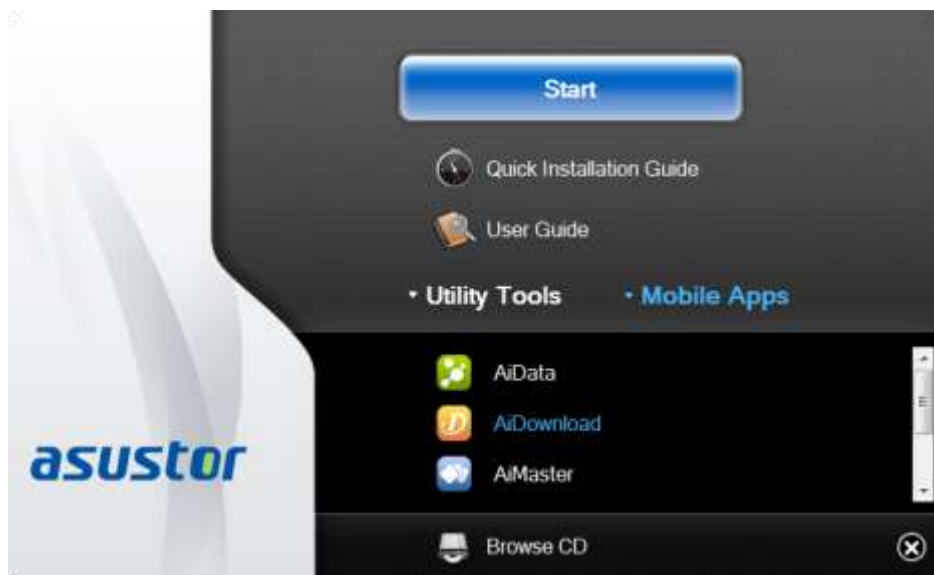 Start
Quick Installation Guide
User Guide
Utility Tools
Mobile Apps
AiData
AiDownload
AiMaster
asustor
Browse CD